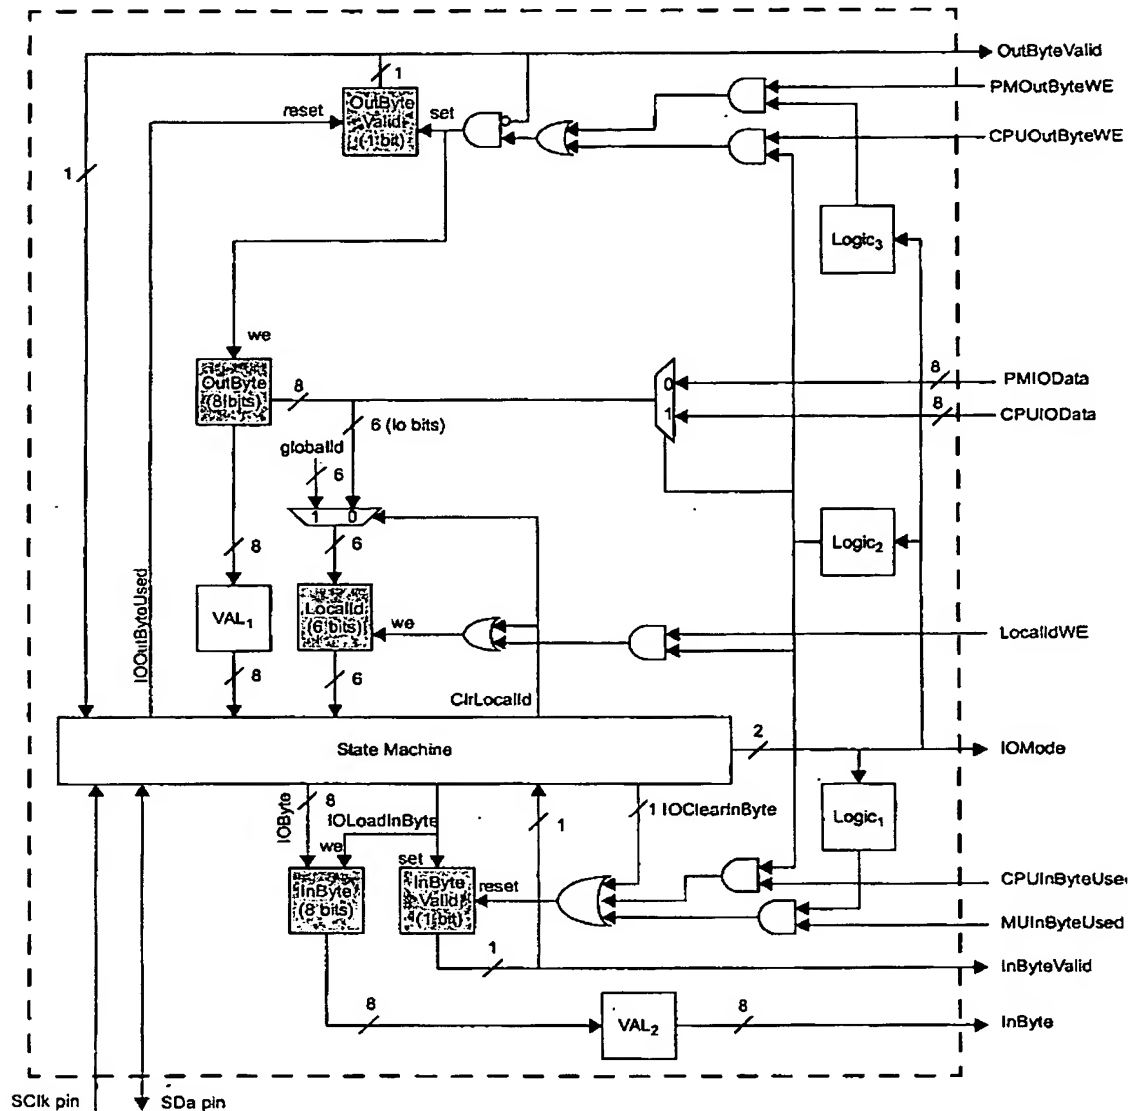 OutByteValid
1
PMOutByteWE
reset
OutByte
Valid
(1 bit)
set
CPUOutByteWE
1
Logic3
we
OutByte
(8 bits)
8
0
1
8
PMIOData
8
CPUIOData
6 (lo bits)
globalId
6
1 0
8
6
Logic2
IOOutByteUsed
VAL1
LocalId
(6 bits)
we
LocalIdWE
8
6
ClrLocalId
State Machine
2
IOMode
IOByte
8
IOLoadInByte
1
1 IOClearInByte
Logic1
we
set
InByte
(8 bits)
InByte
Valid
(1 bit)
reset
CPUInByteUsed
MUInByteUsed
1
InByteValid
8
VAL2
8
InByte
SClk pin
SDa pin